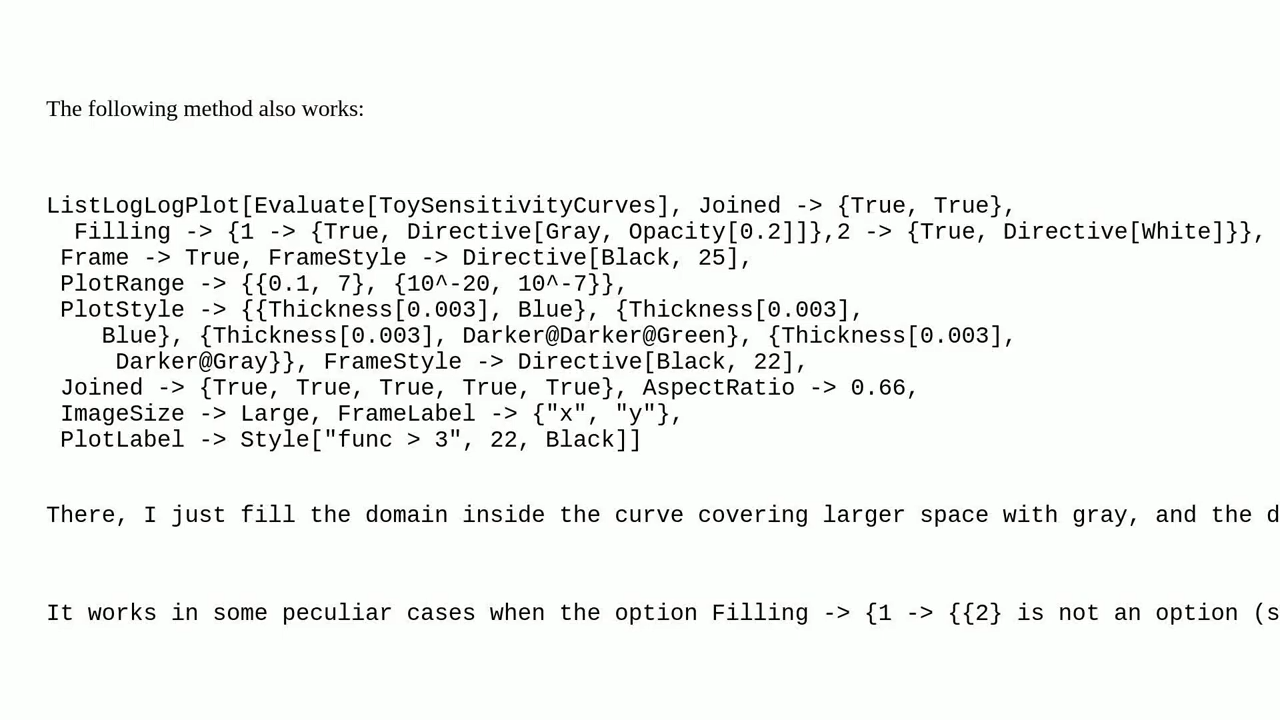 The following method also works:
ListLogLogPlot[Evaluate[ToySensitivityCurves], Joined -> {True, True},
Filling -> {1 -> {True, Directive[Gray, Opacity[0.2]]},2 -> {True, Directive[White]}},
Frame -> True, FrameStyle -> Directive[Black, 25],
PlotRange -> {{0.1, 7}, {10^-20, 10^-7}},
PlotStyle -> {{Thickness[0.003], Blue}, {Thickness[0.003],
Blue}, {Thickness[0.003], Darker@Darker@Green}, {Thickness[0.003],
Darker@Gray}}, FrameStyle -> Directive[Black, 22],
Joined -> {True, True, True, True, True}, AspectRatio -> 0.66,
ImageSize -> Large, FrameLabel -> {"x", "y"},
PlotLabel -> Style["func > 3", 22, Black]]
There, I just fill the domain inside the curve covering larger space with gray, and the
It works in some peculiar cases when the option Filling -> {1 -> {{2} is not an option